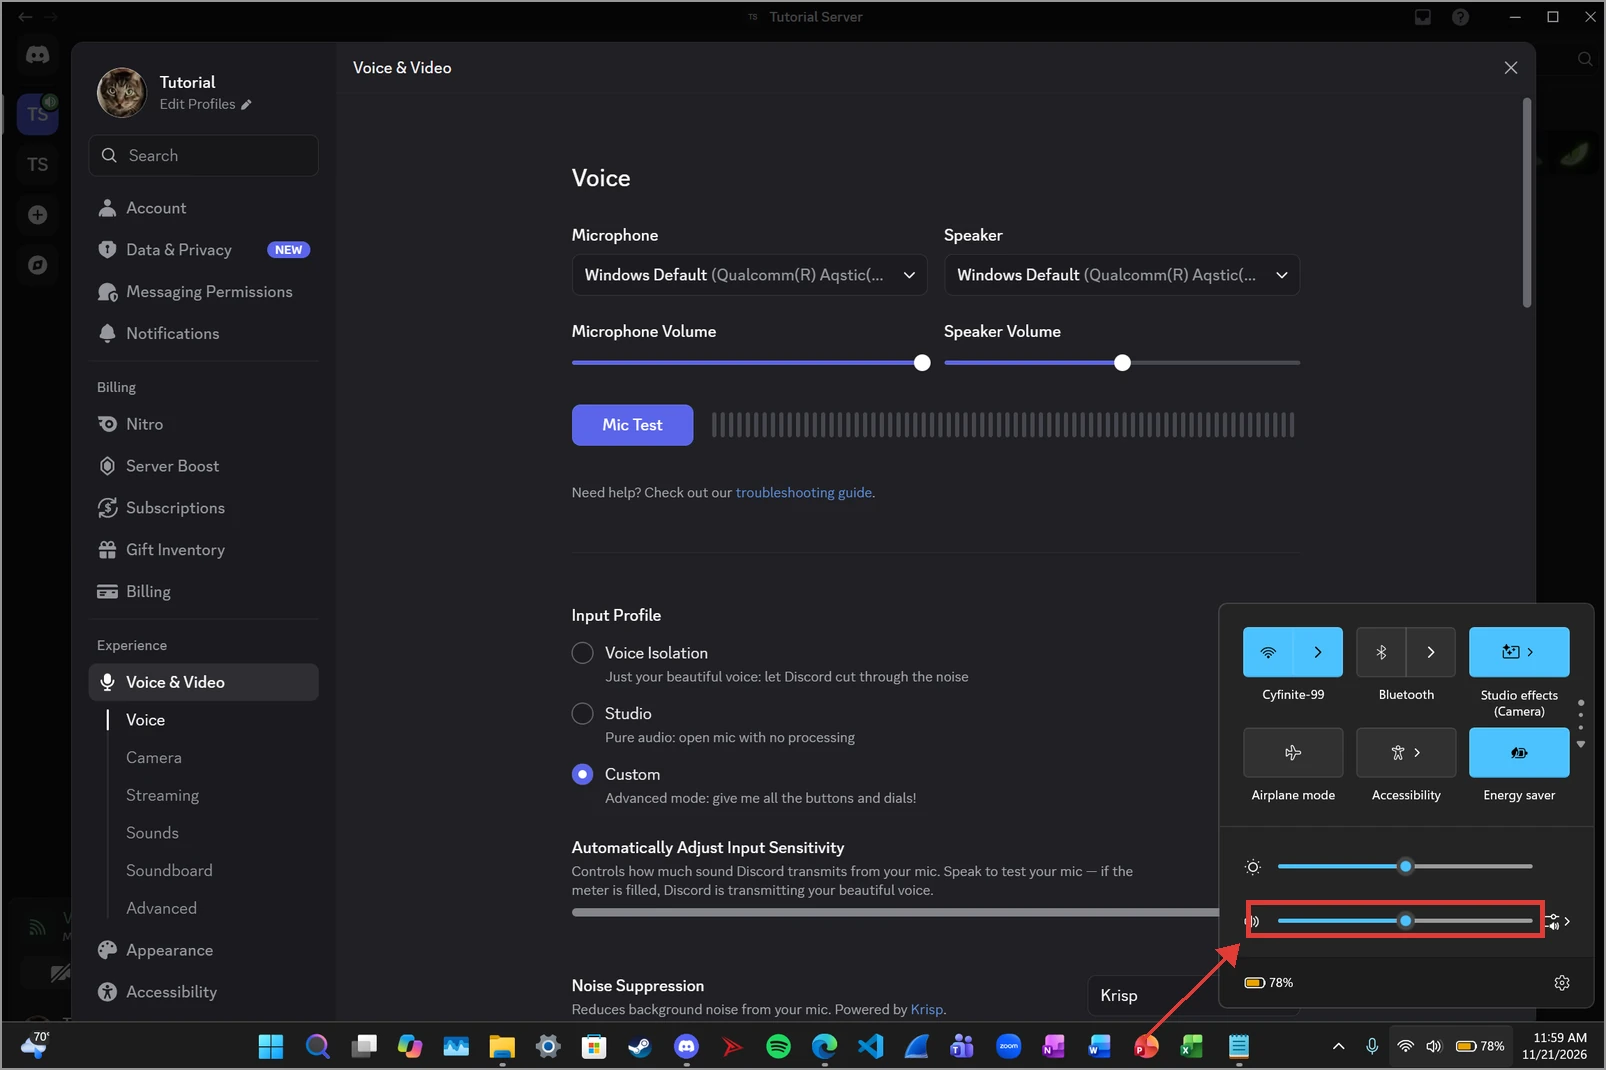 TS Tutorial Server
Tutorial
Edit Profiles
TS
TS
Search
Account
Data & Privacy NEW
Messaging Permissions
Notifications
Billing
Nitro
Server Boost
Subscriptions
Gift Inventory
Billing
Experience
Voice & Video
Voice
Camera
Streaming
Sounds
Soundboard
Advanced
Appearance
Accessibility
Voice & Video
Voice
Microphone
Speaker
Windows Default (Qualcomm(R) Aqstic(...
Windows Default (Qualcomm(R) Aqstic(...
Microphone Volume
Speaker Volume
Mic Test
Need help? Check out our troubleshooting guide.
Input Profile
Voice Isolation
Just your beautiful voice: let Discord cut through the noise
Studio
Pure audio: open mic with no processing
Custom
Advanced mode: give me all the buttons and dials!
Automatically Adjust Input Sensitivity
Controls how much sound Discord transmits from your mic. Speak to test your mic — if the
meter is filled, Discord is transmitting your beautiful voice.
Noise Suppression
Reduces background noise from your mic. Powered by Krisp.
Krisp
Cyfinite-99
Bluetooth
Studio effects
(Camera)
Airplane mode
Accessibility
Energy saver
78%
70°
zoom
78%
11:59 AM
11/21/2026